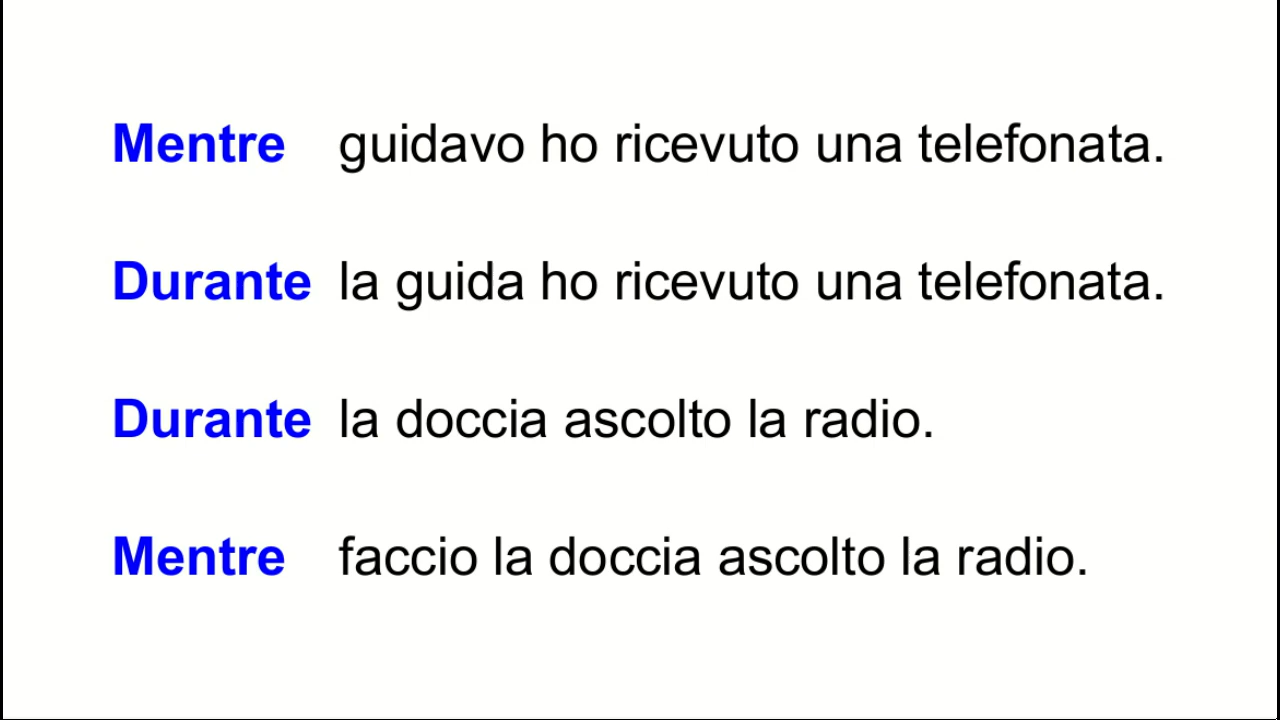 Mentre guidavo ho ricevuto una telefonata.
Durante la guida ho ricevuto una telefonata.
Durante la doccia ascolto la radio.
Mentre faccio la doccia ascolto la radio.